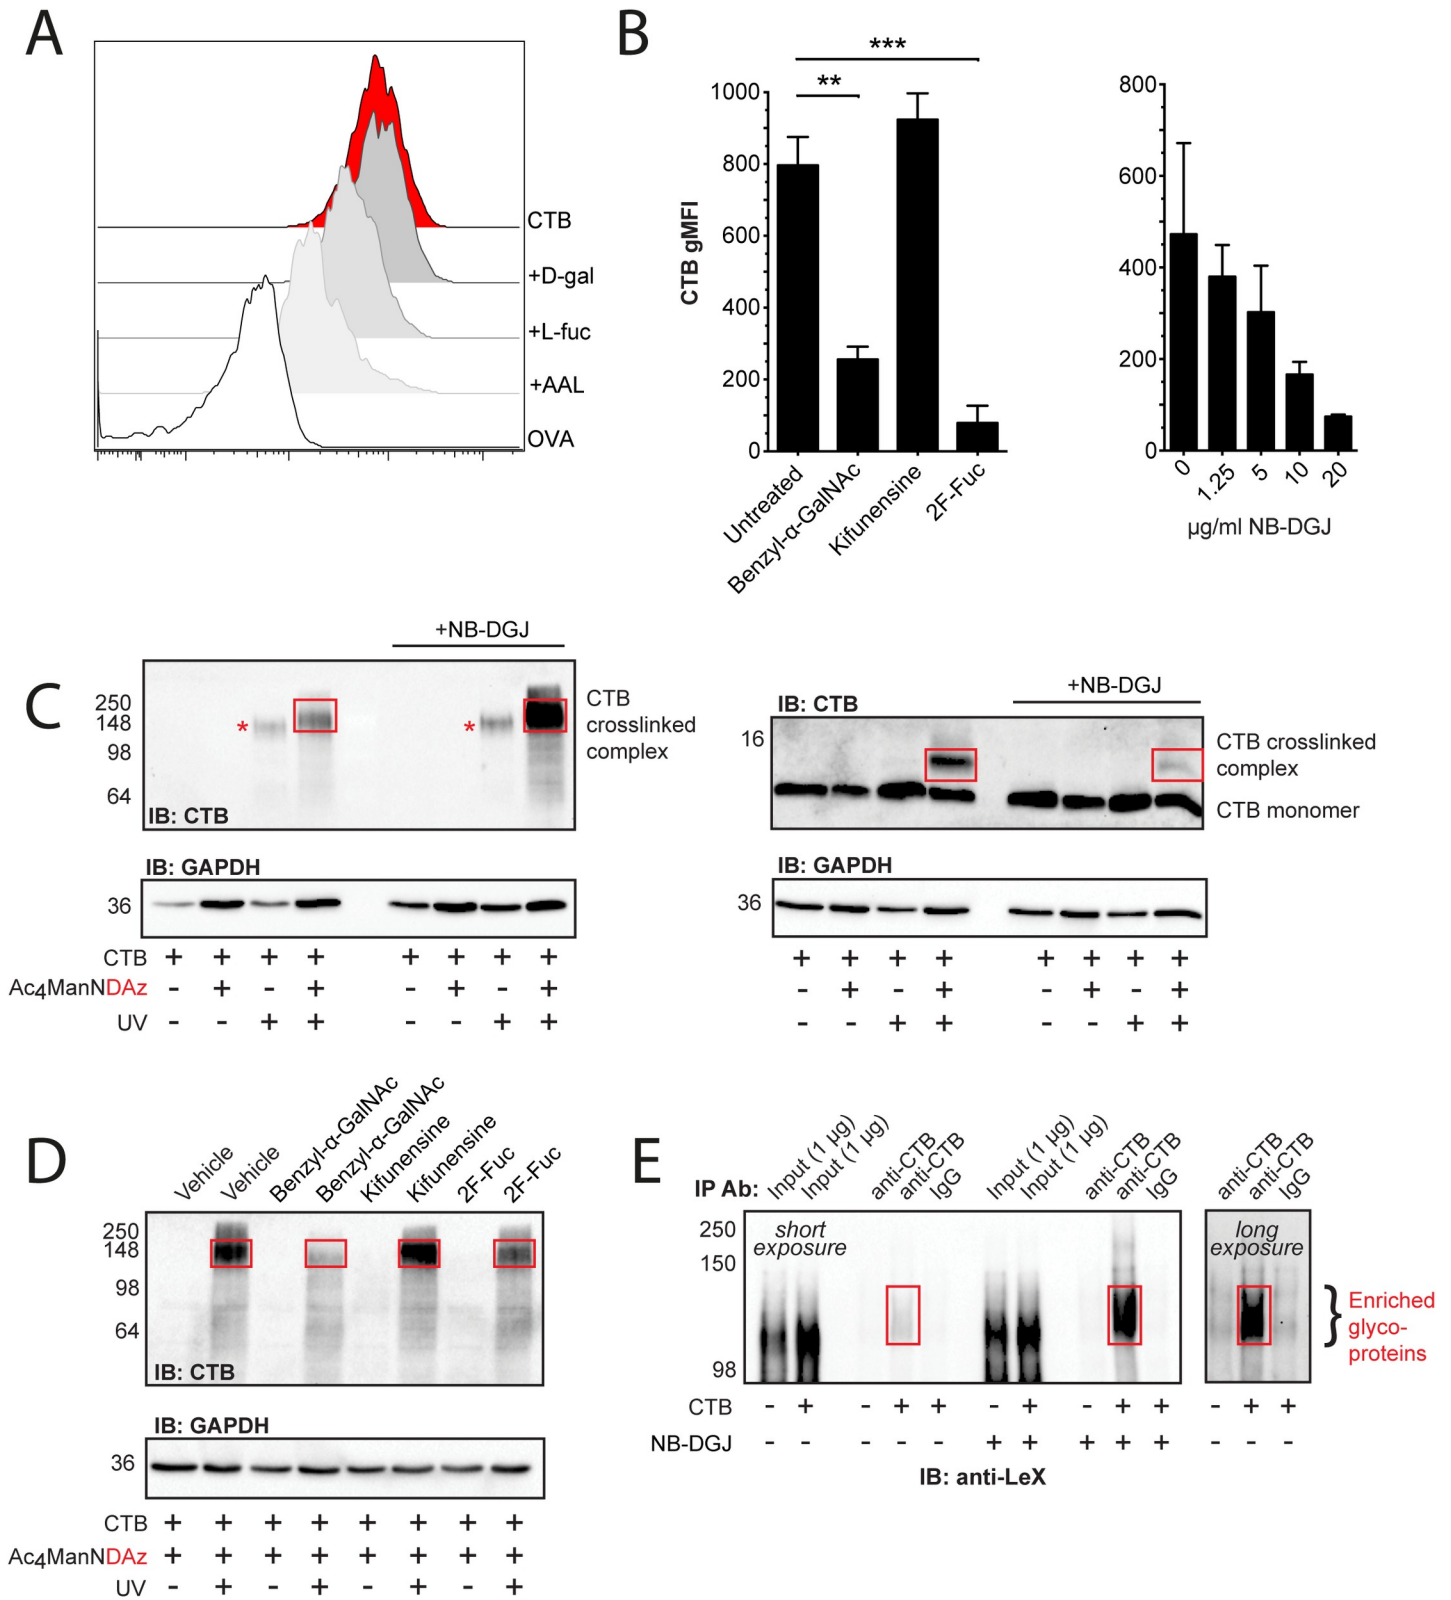 A
CTB
+D-gal
+L-fuc
+AAL
OVA
B
***
**
CTB gMFI
1000
800
600
400
200
0
Untreated
Benzyl-α-GalNAc
Kifunensine
2F-Fuc
800
600
400
200
0
0
1.25
5
10
20
µg/ml NB-DGJ
C
+NB-DGJ
250
148
98
64
*
*
CTB
crosslinked
complex
IB: CTB
IB: GAPDH
36
CTB + + + + + + + +
Ac4ManNDAz - + - + - + - +
UV - - + + - - + +
+NB-DGJ
IB: CTB
16
CTB crosslinked
complex
CTB monomer
IB: GAPDH
36
+ + + + + + + +
- + - + - + - +
- - + + - - + +
D
Vehicle
Vehicle
Benzyl-α-GalNAc
Benzyl-α-GalNAc
Kifunensine
Kifunensine
2F-Fuc
2F-Fuc
250
148
98
64
IB: CTB
IB: GAPDH
36
CTB + + + + + + + +
Ac4ManNDAz + + + + + + + +
UV - + - + - + - +
E
IP Ab:
Input (1 µg)
Input (1 µg)
anti-CTB
anti-CTB
IgG
Input (1 µg)
Input (1 µg)
anti-CTB
anti-CTB
IgG
anti-CTB
anti-CTB
IgG
250
150
98
short
exposure
long
exposure
} Enriched
glyco-
proteins
CTB - + - + + - + - + + - + +
NB-DGJ - - - - - + + + + + - - -
IB: anti-LeX